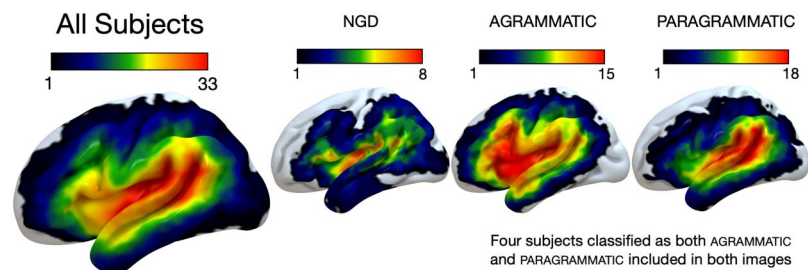 All Subjects
1 33
NGD
1 8
AGRAMMATIC
1 15
PARAGRAMMATIC
1 18
Four subjects classified as both AGRAMMATIC
and PARAGRAMMATIC included in both images